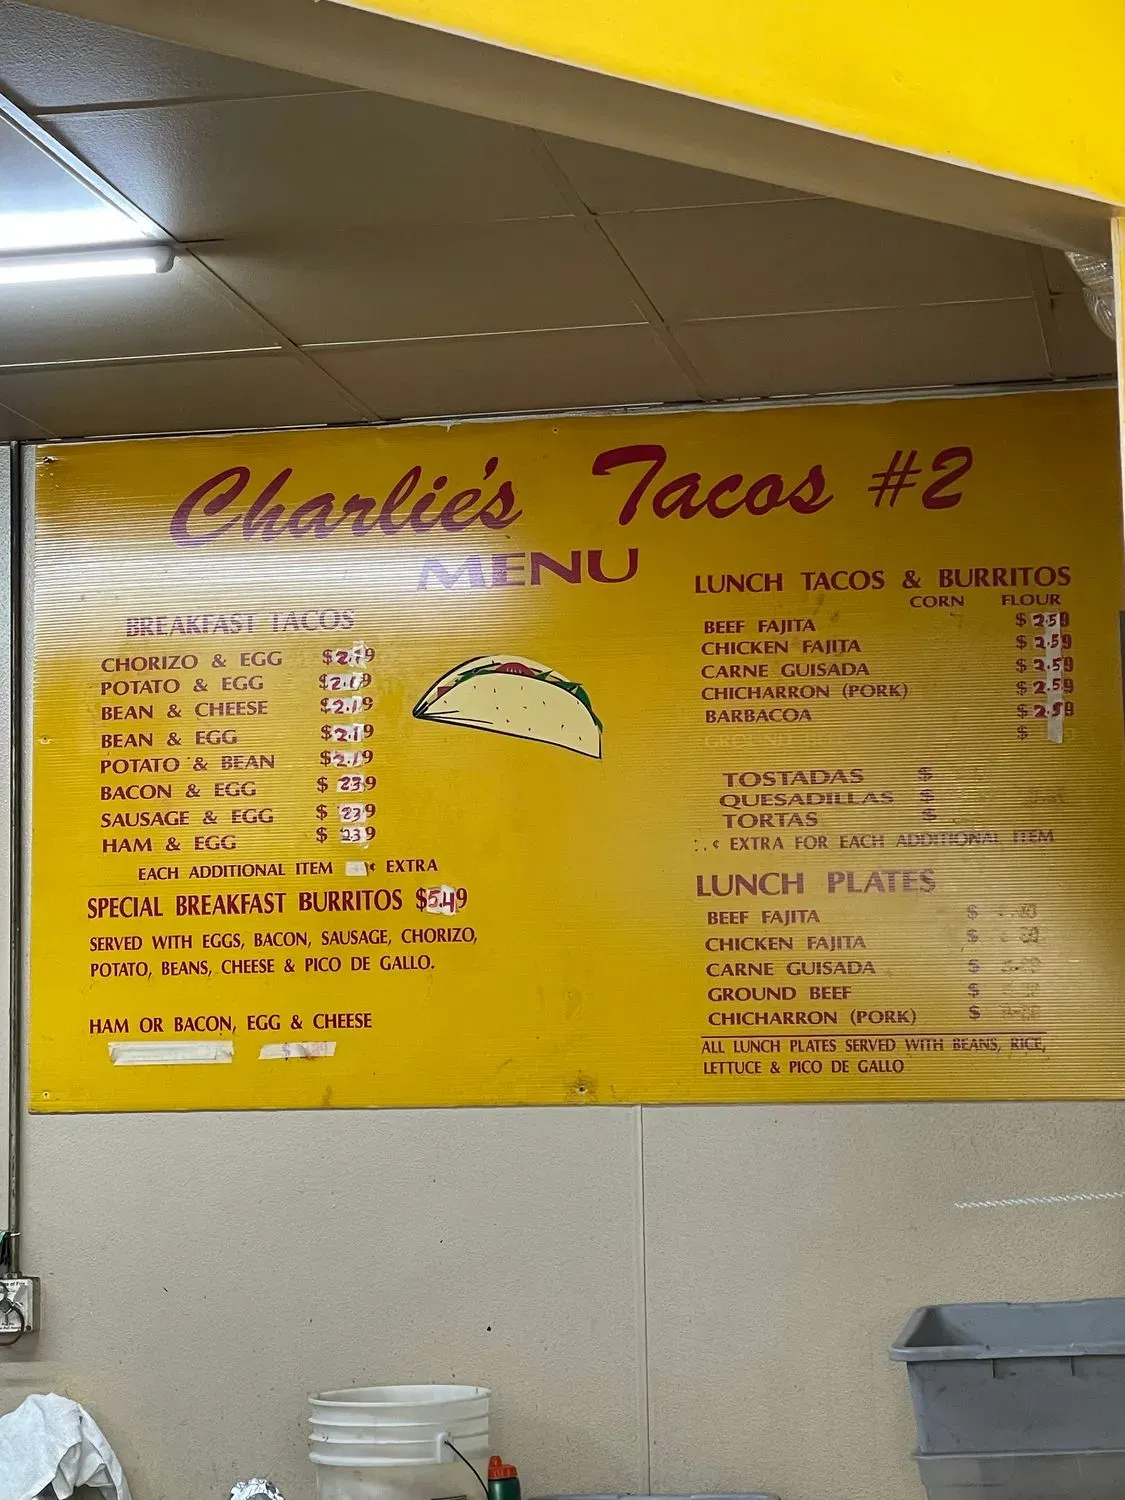 Charlie's Tacos #2
MENU
BREAKFAST TACOS
CHORIZO & EGG $2.19
POTATO & EGG $2.19
BEAN & CHEESE $2.19
BEAN & EGG $2.19
POTATO & BEAN $2.19
BACON & EGG $ 239
SAUSAGE & EGG $ 239
HAM & EGG $ 239
EACH ADDITIONAL ITEM ¢ EXTRA
SPECIAL BREAKFAST BURRITOS $5.49
SERVED WITH EGGS, BACON, SAUSAGE, CHORIZO,
POTATO, BEANS, CHEESE & PICO DE GALLO.
HAM OR BACON, EGG & CHEESE
$
LUNCH TACOS & BURRITOS
CORN FLOUR
BEEF FAJITA $ 2.59
CHICKEN FAJITA $ 2.59
CARNE GUISADA $ 2.59
CHICHARRON (PORK) $ 2.59
BARBACOA $ 2.59
$
TOSTADAS $
QUESADILLAS $
TORTAS $
¢ EXTRA FOR EACH ADDITIONAL ITEM
LUNCH PLATES
BEEF FAJITA $
CHICKEN FAJITA $
CARNE GUISADA $
GROUND BEEF $
CHICHARRON (PORK) $
ALL LUNCH PLATES SERVED WITH BEANS, RICE,
LETTUCE & PICO DE GALLO